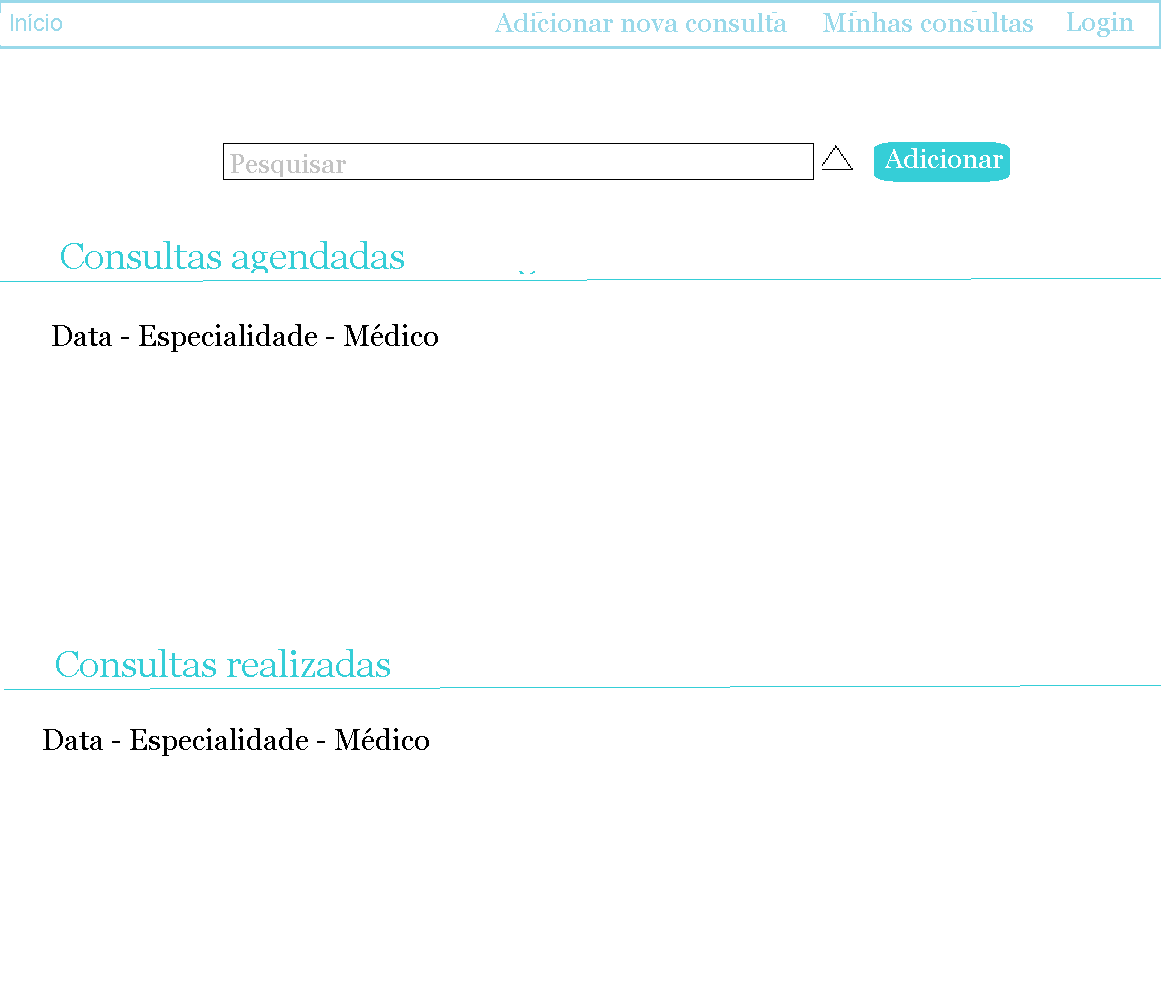 Início Adicionar nova consulta Minhas consultas Login
Pesquisar Adicionar
Consultas agendadas
Data - Especialidade - Médico
Consultas realizadas
Data - Especialidade - Médico